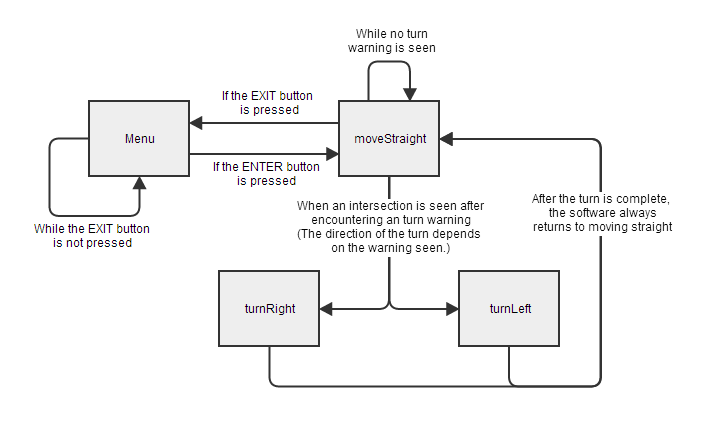 While no turn
warning is seen
If the EXIT button
is pressed
Menu
moveStraight
If the ENTER button
is pressed
While the EXIT button
is not pressed
When an intersection is seen after
encountering an turn warning
(The direction of the turn depends
on the warning seen.)
After the turn is complete,
the software always
returns to moving straight
turnRight
turnLeft